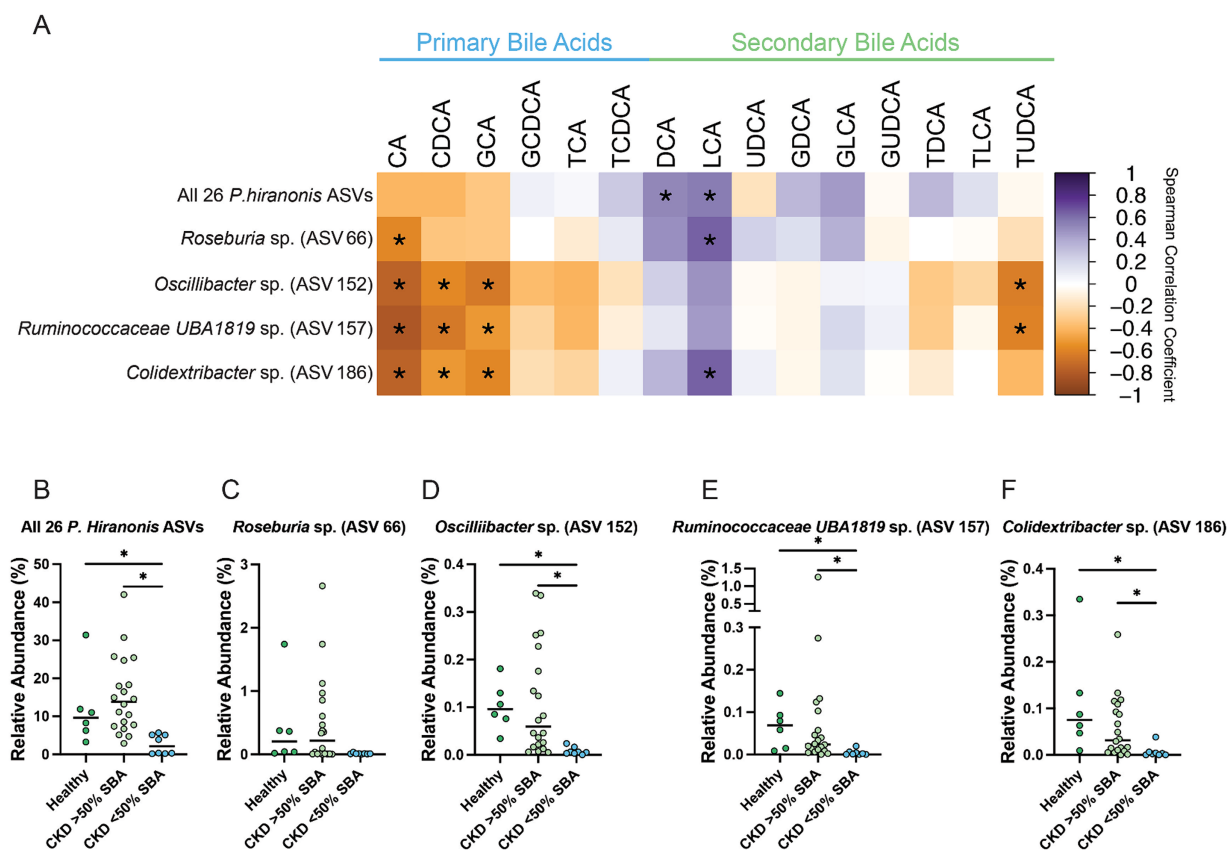 A
Primary Bile Acids
Secondary Bile Acids
CA
CDCA
GCA
GCDCA
TCA
TCDCA
DCA
LCA
UDCA
GDCA
GLCA
GUDCA
TDCA
TLCA
TUDCA
All 26 P.hiranonis ASVs
* *
Roseburia sp. (ASV 66)
* *
Oscillibacter sp. (ASV 152)
* * * *
Ruminococcaceae UBA1819 sp. (ASV 157)
* * * *
Colidextribacter sp. (ASV 186)
* * * *
1
0.8
0.6
0.4
0.2
0
−0.2
−0.4
−0.6
−0.8
−1
Spearman Correlation Coefficient
B
All 26 P. Hiranonis ASVs
Relative Abundance (%)
50
40
30
20
10
0
*
*
Healthy
CKD >50% SBA
CKD <50% SBA
C
Roseburia sp. (ASV 66)
Relative Abundance (%)
3
2
1
0
Healthy
CKD >50% SBA
CKD <50% SBA
D
Oscilliibacter sp. (ASV 152)
Relative Abundance (%)
0.4
0.3
0.2
0.1
0.0
*
*
Healthy
CKD >50% SBA
CKD <50% SBA
E
Ruminococcaceae UBA1819 sp. (ASV 157)
Relative Abundance (%)
1.5
1.0
0.5
0.3
0.2
0.1
0.0
*
*
Healthy
CKD >50% SBA
CKD <50% SBA
F
Colidextribacter sp. (ASV 186)
Relative Abundance (%)
0.4
0.3
0.2
0.1
0.0
*
*
Healthy
CKD >50% SBA
CKD <50% SBA